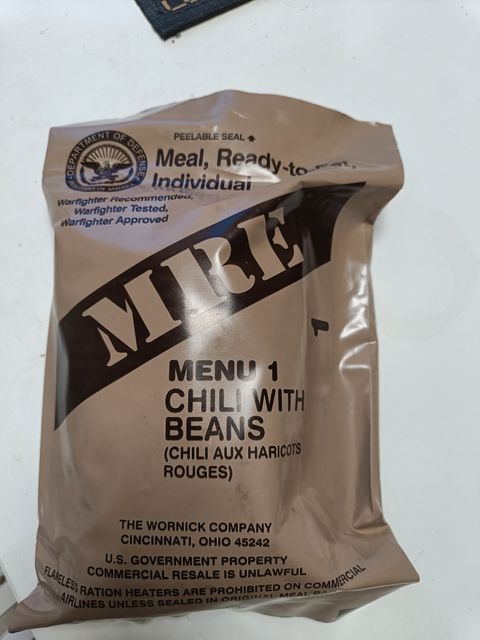 DEPARTMENT OF DEFENSE
PEELABLE SEAL
Meal, Ready-to-Eat,
Individual
Warfighter Recommended,
Warfighter Tested,
Warfighter Approved
MRE
1
MENU 1
CHILI WITH
BEANS
(CHILI AUX HARICOTS
ROUGES)
THE WORNICK COMPANY
CINCINNATI, OHIO 45242
U.S. GOVERNMENT PROPERTY
COMMERCIAL RESALE IS UNLAWFUL
FLAMELESS RATION HEATERS ARE PROHIBITED ON COMMERCIAL
AIRLINES UNLESS SEALED IN ORIGINAL MEAL